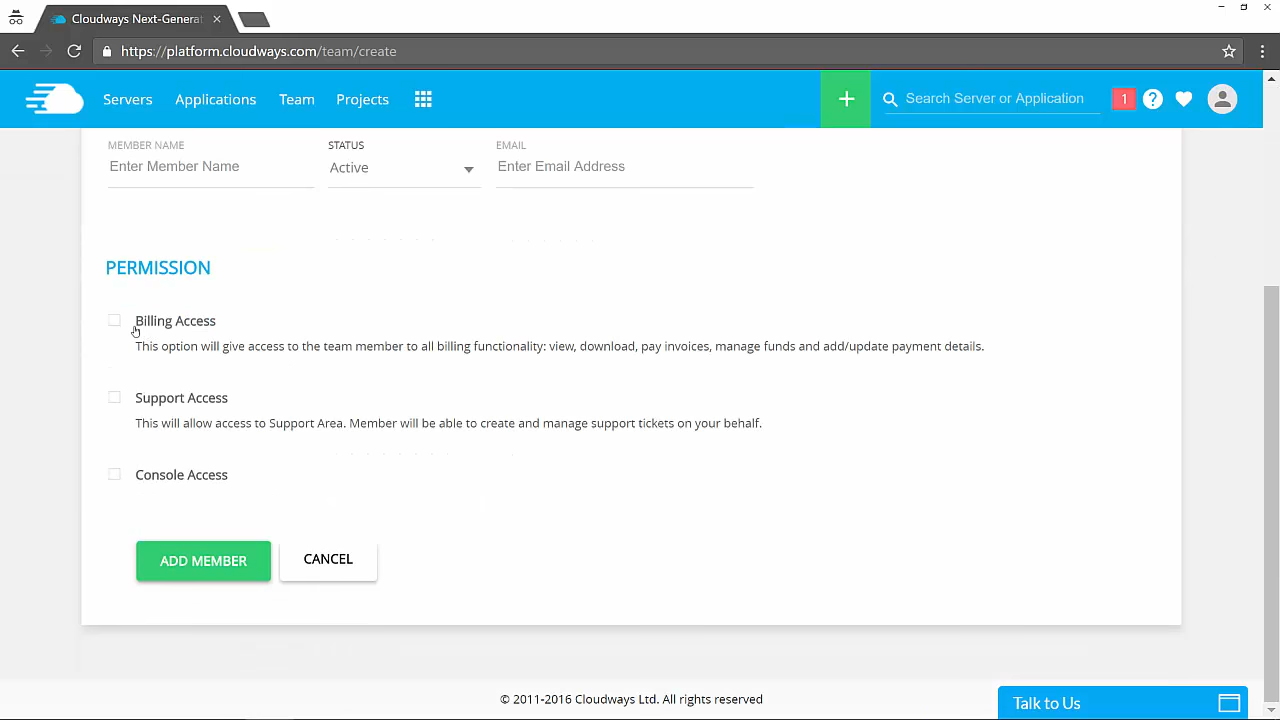 Cloudways Next-Genera
https://platform.cloudways.com/team/create
Servers
Applications
Team
Projects
+
Search Server or Application
1
?
MEMBER NAME
STATUS
EMAIL
Enter Member Name
Active
Enter Email Address
PERMISSION
Billing Access
This option will give access to the team member to all billing functionality: view, download, pay invoices, manage funds and add/update payment details.
Support Access
This will allow access to Support Area. Member will be able to create and manage support tickets on your behalf.
Console Access
ADD MEMBER
CANCEL
© 2011-2016 Cloudways Ltd. All rights reserved
Talk to Us